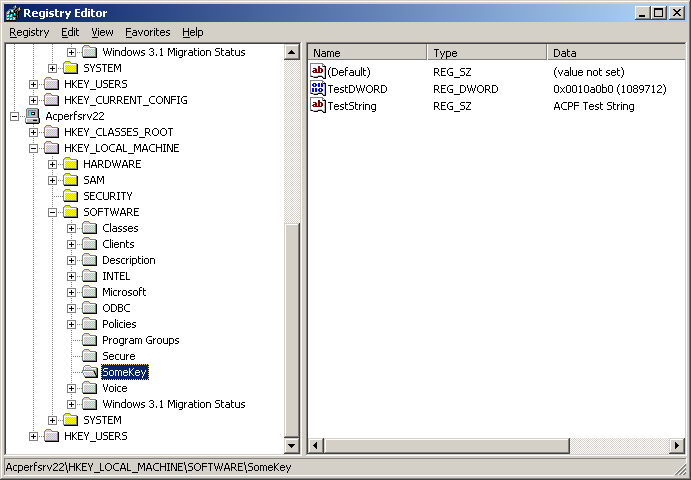 Registry Editor
Registry Edit View Favorites Help
Windows 3.1 Migration Status
SYSTEM
HKEY_USERS
HKEY_CURRENT_CONFIG
Acperfsrv22
HKEY_CLASSES_ROOT
HKEY_LOCAL_MACHINE
HARDWARE
SAM
SECURITY
SOFTWARE
Classes
Clients
Description
INTEL
Microsoft
ODBC
Policies
Program Groups
Secure
SomeKey
Voice
Windows 3.1 Migration Status
SYSTEM
HKEY_USERS
Name Type Data
(Default) REG_SZ (value not set)
TestDWORD REG_DWORD 0x0010a0b0 (1089712)
TestString REG_SZ ACPF Test String
Acperfsrv22\HKEY_LOCAL_MACHINE\SOFTWARE\SomeKey